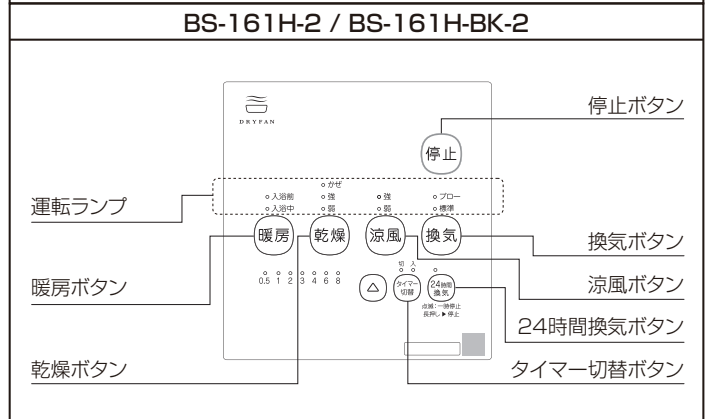 BS-161H-2 / BS-161H-BK-2
DRYFAN
停止ボタン
停止
運転ランプ
かぜ
入浴前 強 強 フロー
入浴中 弱 弱 標準
暖房 乾燥 涼風 換気
換気ボタン
暖房ボタン
切 入
0.5 1 2 3 4 6 8
タイマー切替
24時間換気
点滅:一時停止
長押し▶停止
涼風ボタン
24時間換気ボタン
乾燥ボタン
タイマー切替ボタン